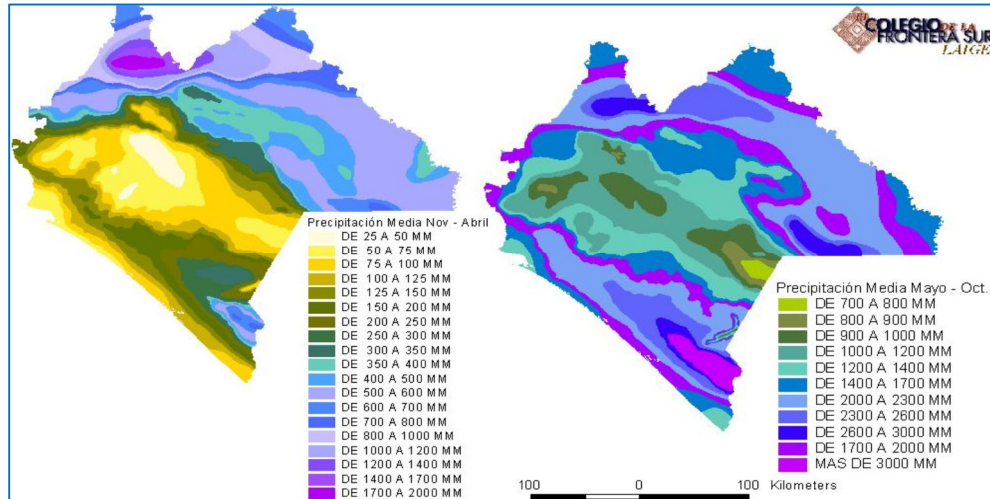 EL
COLEGIO DE LA
FRONTERA SUR
LAIGE
Precipitación Media Nov - Abril
DE 25 A 50 MM
DE 50 A 75 MM
DE 75 A 100 MM
DE 100 A 125 MM
DE 125 A 150 MM
DE 150 A 200 MM
DE 200 A 250 MM
DE 250 A 300 MM
DE 300 A 350 MM
DE 350 A 400 MM
DE 400 A 500 MM
DE 500 A 600 MM
DE 600 A 700 MM
DE 700 A 800 MM
DE 800 A 1000 MM
DE 1000 A 1200 MM
DE 1200 A 1400 MM
DE 1400 A 1700 MM
DE 1700 A 2000 MM
Precipitación Media Mayo - Oct.
DE 700 A 800 MM
DE 800 A 900 MM
DE 900 A 1000 MM
DE 1000 A 1200 MM
DE 1200 A 1400 MM
DE 1400 A 1700 MM
DE 2000 A 2300 MM
DE 2300 A 2600 MM
DE 2600 A 3000 MM
DE 1700 A 2000 MM
MAS DE 3000 MM
100 0 100 Kilometers